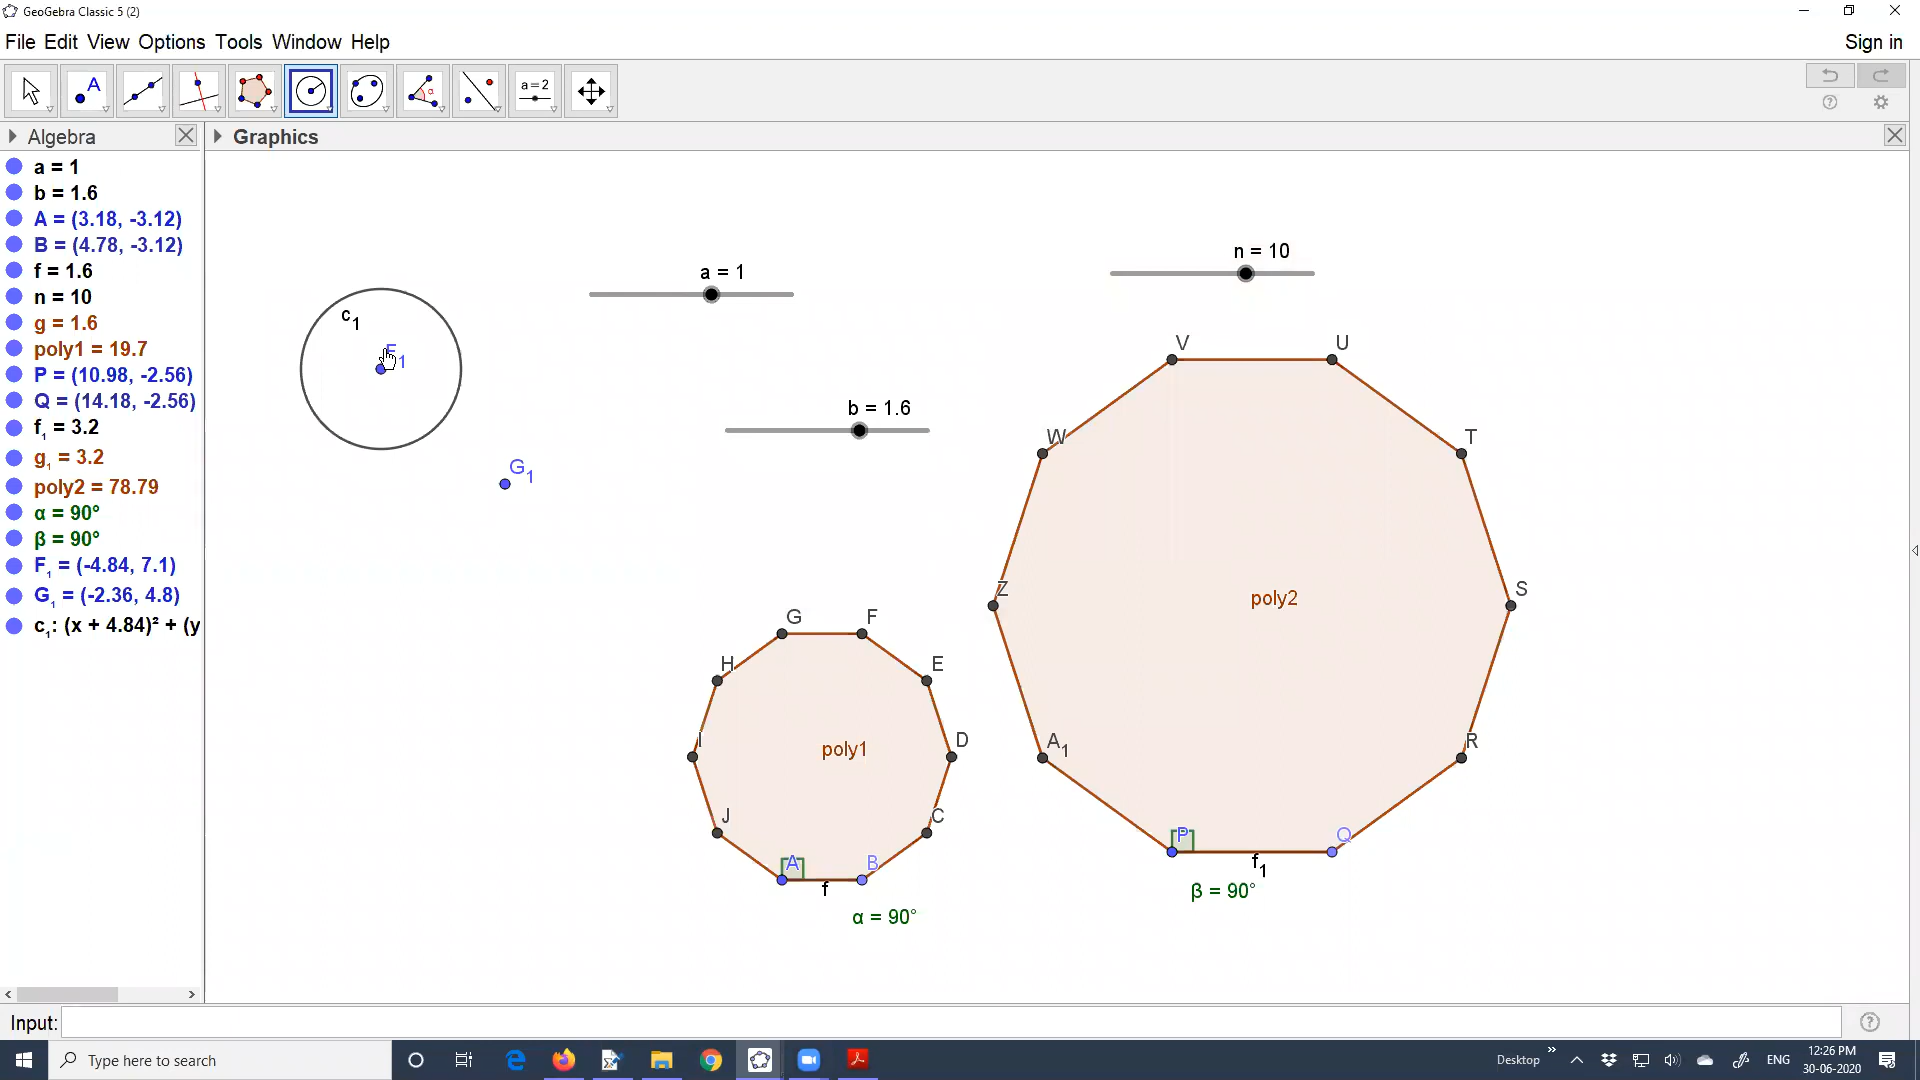 GeoGebra Classic 5 (2)
File Edit View Options Tools Window Help
Sign in
A
α
a=2
Algebra
Graphics
a = 1
b = 1.6
A = (3.18, -3.12)
B = (4.78, -3.12)
f = 1.6
n = 10
g = 1.6
poly1 = 19.7
P = (10.98, -2.56)
Q = (14.18, -2.56)
f₁ = 3.2
g₁ = 3.2
poly2 = 78.79
α = 90°
β = 90°
F₁ = (-4.84, 7.1)
G₁ = (-2.36, 4.8)
c₁: (x + 4.84)² + (y
n = 10
a = 1
c₁
V
U
F₁
b = 1.6
W
T
G₁
Z
S
poly2
G
F
H
E
I
D
A₁
R
poly1
J
C
P
Q
A
B
f₁
f
β = 90°
α = 90°
Input:
Type here to search
Desktop
ENG
12:26 PM
30-06-2020